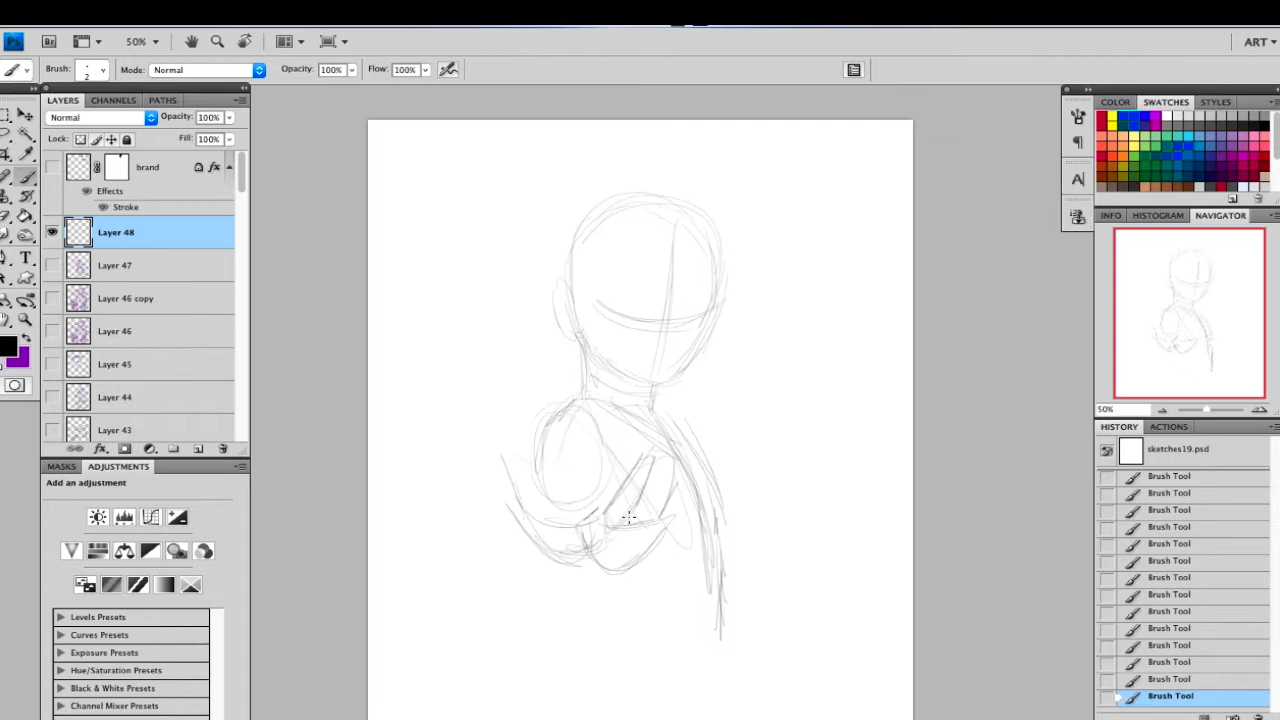 Ps Br 50% ART
Brush: 2 Mode: Normal Opacity: 100% Flow: 100%
LAYERS CHANNELS PATHS
Normal Opacity: 100%
Lock: Fill: 100%
brand fx
Effects
Stroke
Layer 48
Layer 47
Layer 46 copy
Layer 46
Layer 45
Layer 44
Layer 43
fx.
MASKS ADJUSTMENTS
Add an adjustment
Levels Presets
Curves Presets
Exposure Presets
Hue/Saturation Presets
Black & White Presets
Channel Mixer Presets
T
A
COLOR SWATCHES STYLES
INFO HISTOGRAM NAVIGATOR
50%
HISTORY ACTIONS
sketches19.psd
Brush Tool
Brush Tool
Brush Tool
Brush Tool
Brush Tool
Brush Tool
Brush Tool
Brush Tool
Brush Tool
Brush Tool
Brush Tool
Brush Tool
Brush Tool
Brush Tool